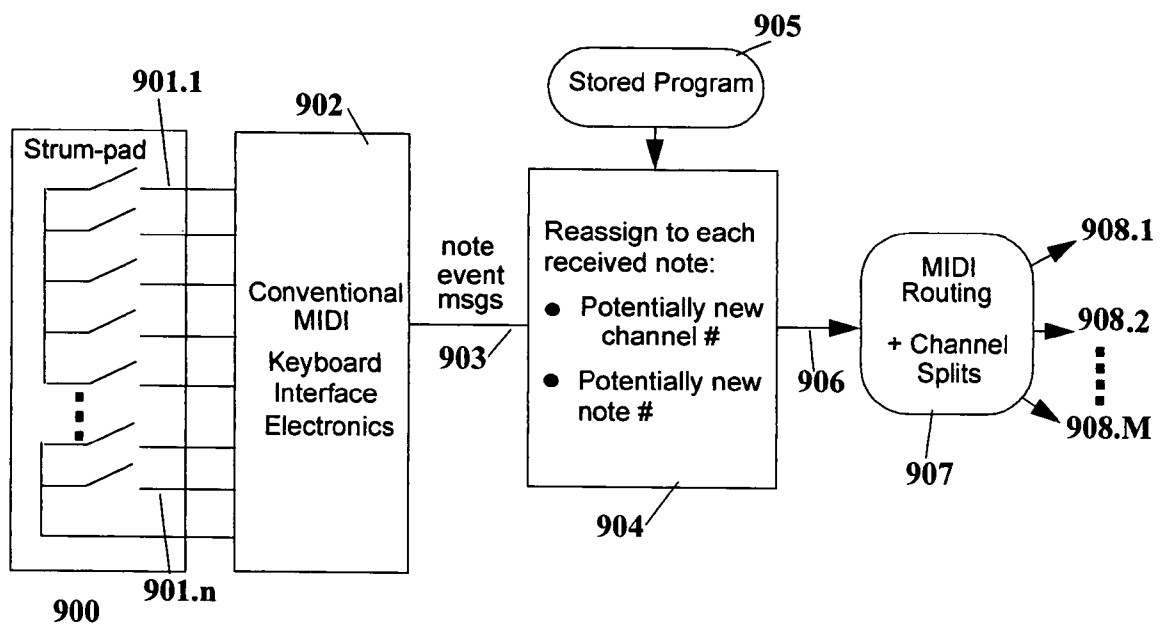 905
Stored Program
901.1
902
Strum-pad
Conventional
MIDI
Keyboard
Interface
Electronics
note
event
msgs
903
Reassign to each
received note:
● Potentially new
channel #
● Potentially new
note #
904
906
MIDI
Routing
+ Channel
Splits
907
908.1
908.2
908.M
901.n
900